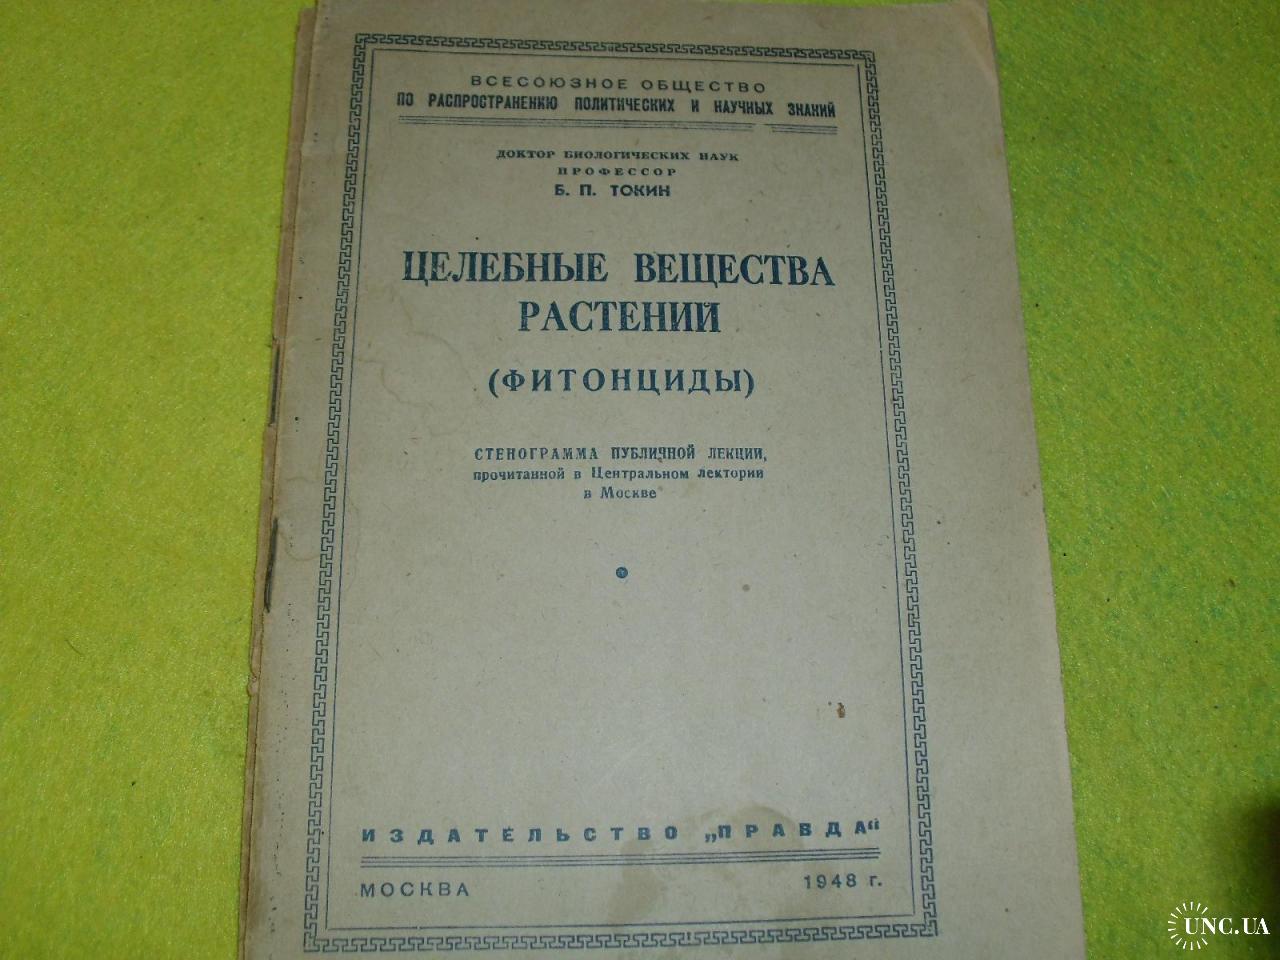 ВСЕСОЮЗНОЕ ОБЩЕСТВО
ПО РАСПРОСТРАНЕНИЮ ПОЛИТИЧЕСКИХ И НАУЧНЫХ ЗНАНИЙ
ДОКТОР БИОЛОГИЧЕСКИХ НАУК
ПРОФЕССОР
Б. П. ТОКИН
ЦЕЛЕБНЫЕ ВЕЩЕСТВА
РАСТЕНИЙ
(ФИТОНЦИДЫ)
СТЕНОГРАММА ПУБЛИЧНОЙ ЛЕКЦИИ,
прочитанной в Центральном лектории
в Москве
ИЗДАТЕЛЬСТВО „ПРАВДА“
МОСКВА 1948 г.
UNC.UA